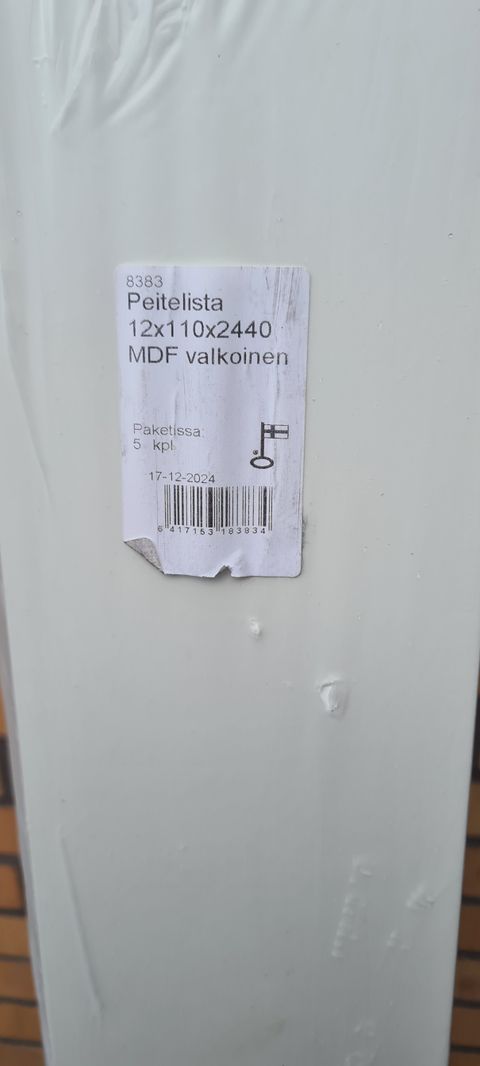 8383
Peitelista
12x110x2440
MDF valkoinen
Paketissa:
5 kpl
17-12-2024
6 417153 183834